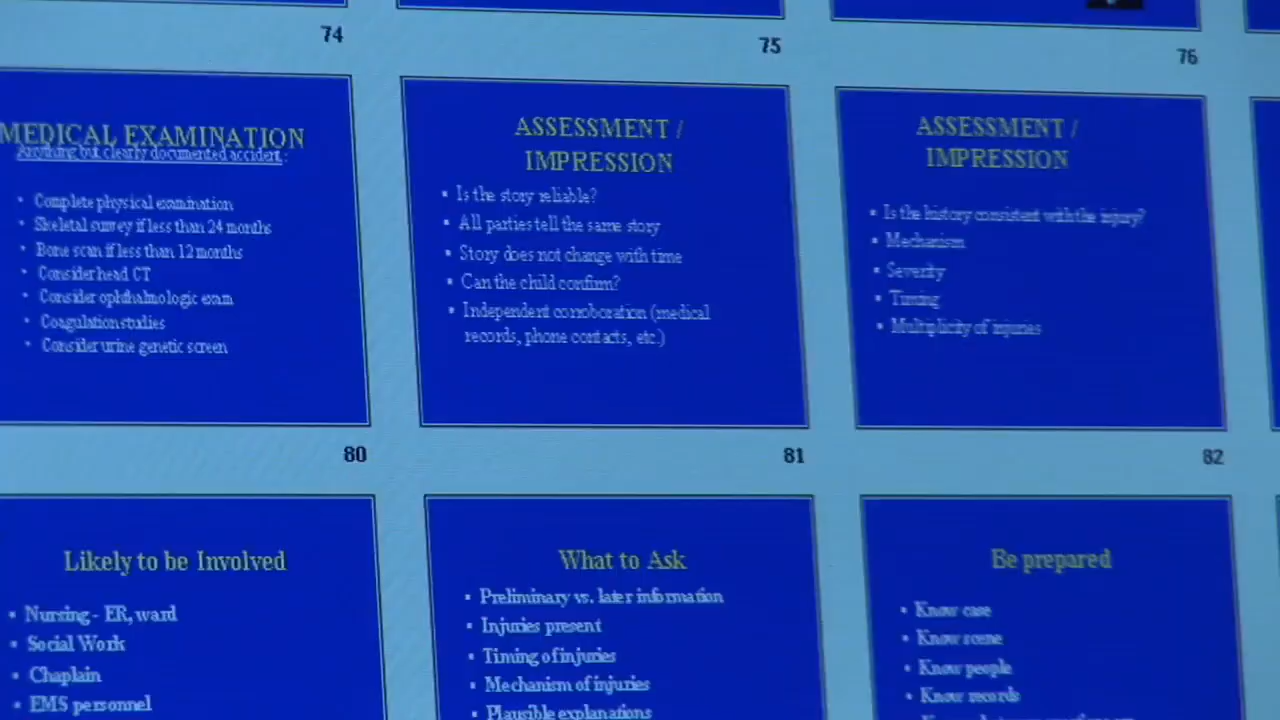 74
75
76
MEDICAL EXAMINATION
Anything but clearly documented accident:
• Complete physical examination
• Skeletal survey if less than 24 months
• Bone scan if less than 12 months
• Consider head CT
• Consider ophthalmologic exam
• Coagulation studies
• Consider urine genetic screen
80
ASSESSMENT /
IMPRESSION
▪ Is the story reliable?
▪ All parties tell the same story
▪ Story does not change with time
▪ Can the child confirm?
▪ Independent corroboration (medical
records, phone contacts, etc.)
81
ASSESSMENT /
IMPRESSION
▪ Is the history consistent with the injury?
▪ Mechanism
▪ Severity
▪ Timing
▪ Multiplicity of injuries
82
Likely to be Involved
▪ Nursing - ER, ward
▪ Social Work
▪ Chaplain
▪ EMS personnel
What to Ask
▪ Preliminary vs. later information
▪ Injuries present
▪ Timing of injuries
▪ Mechanism of injuries
▪ Plausible explanations
Be prepared
▪ Know case
▪ Know scene
▪ Know people
▪ Know records